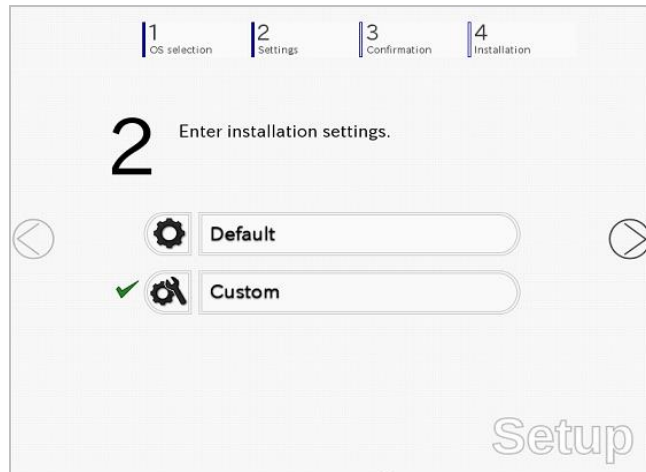 1
OS selection
2
Settings
3
Confirmation
4
Installation
2
Enter installation settings.
Default
Custom
Setup